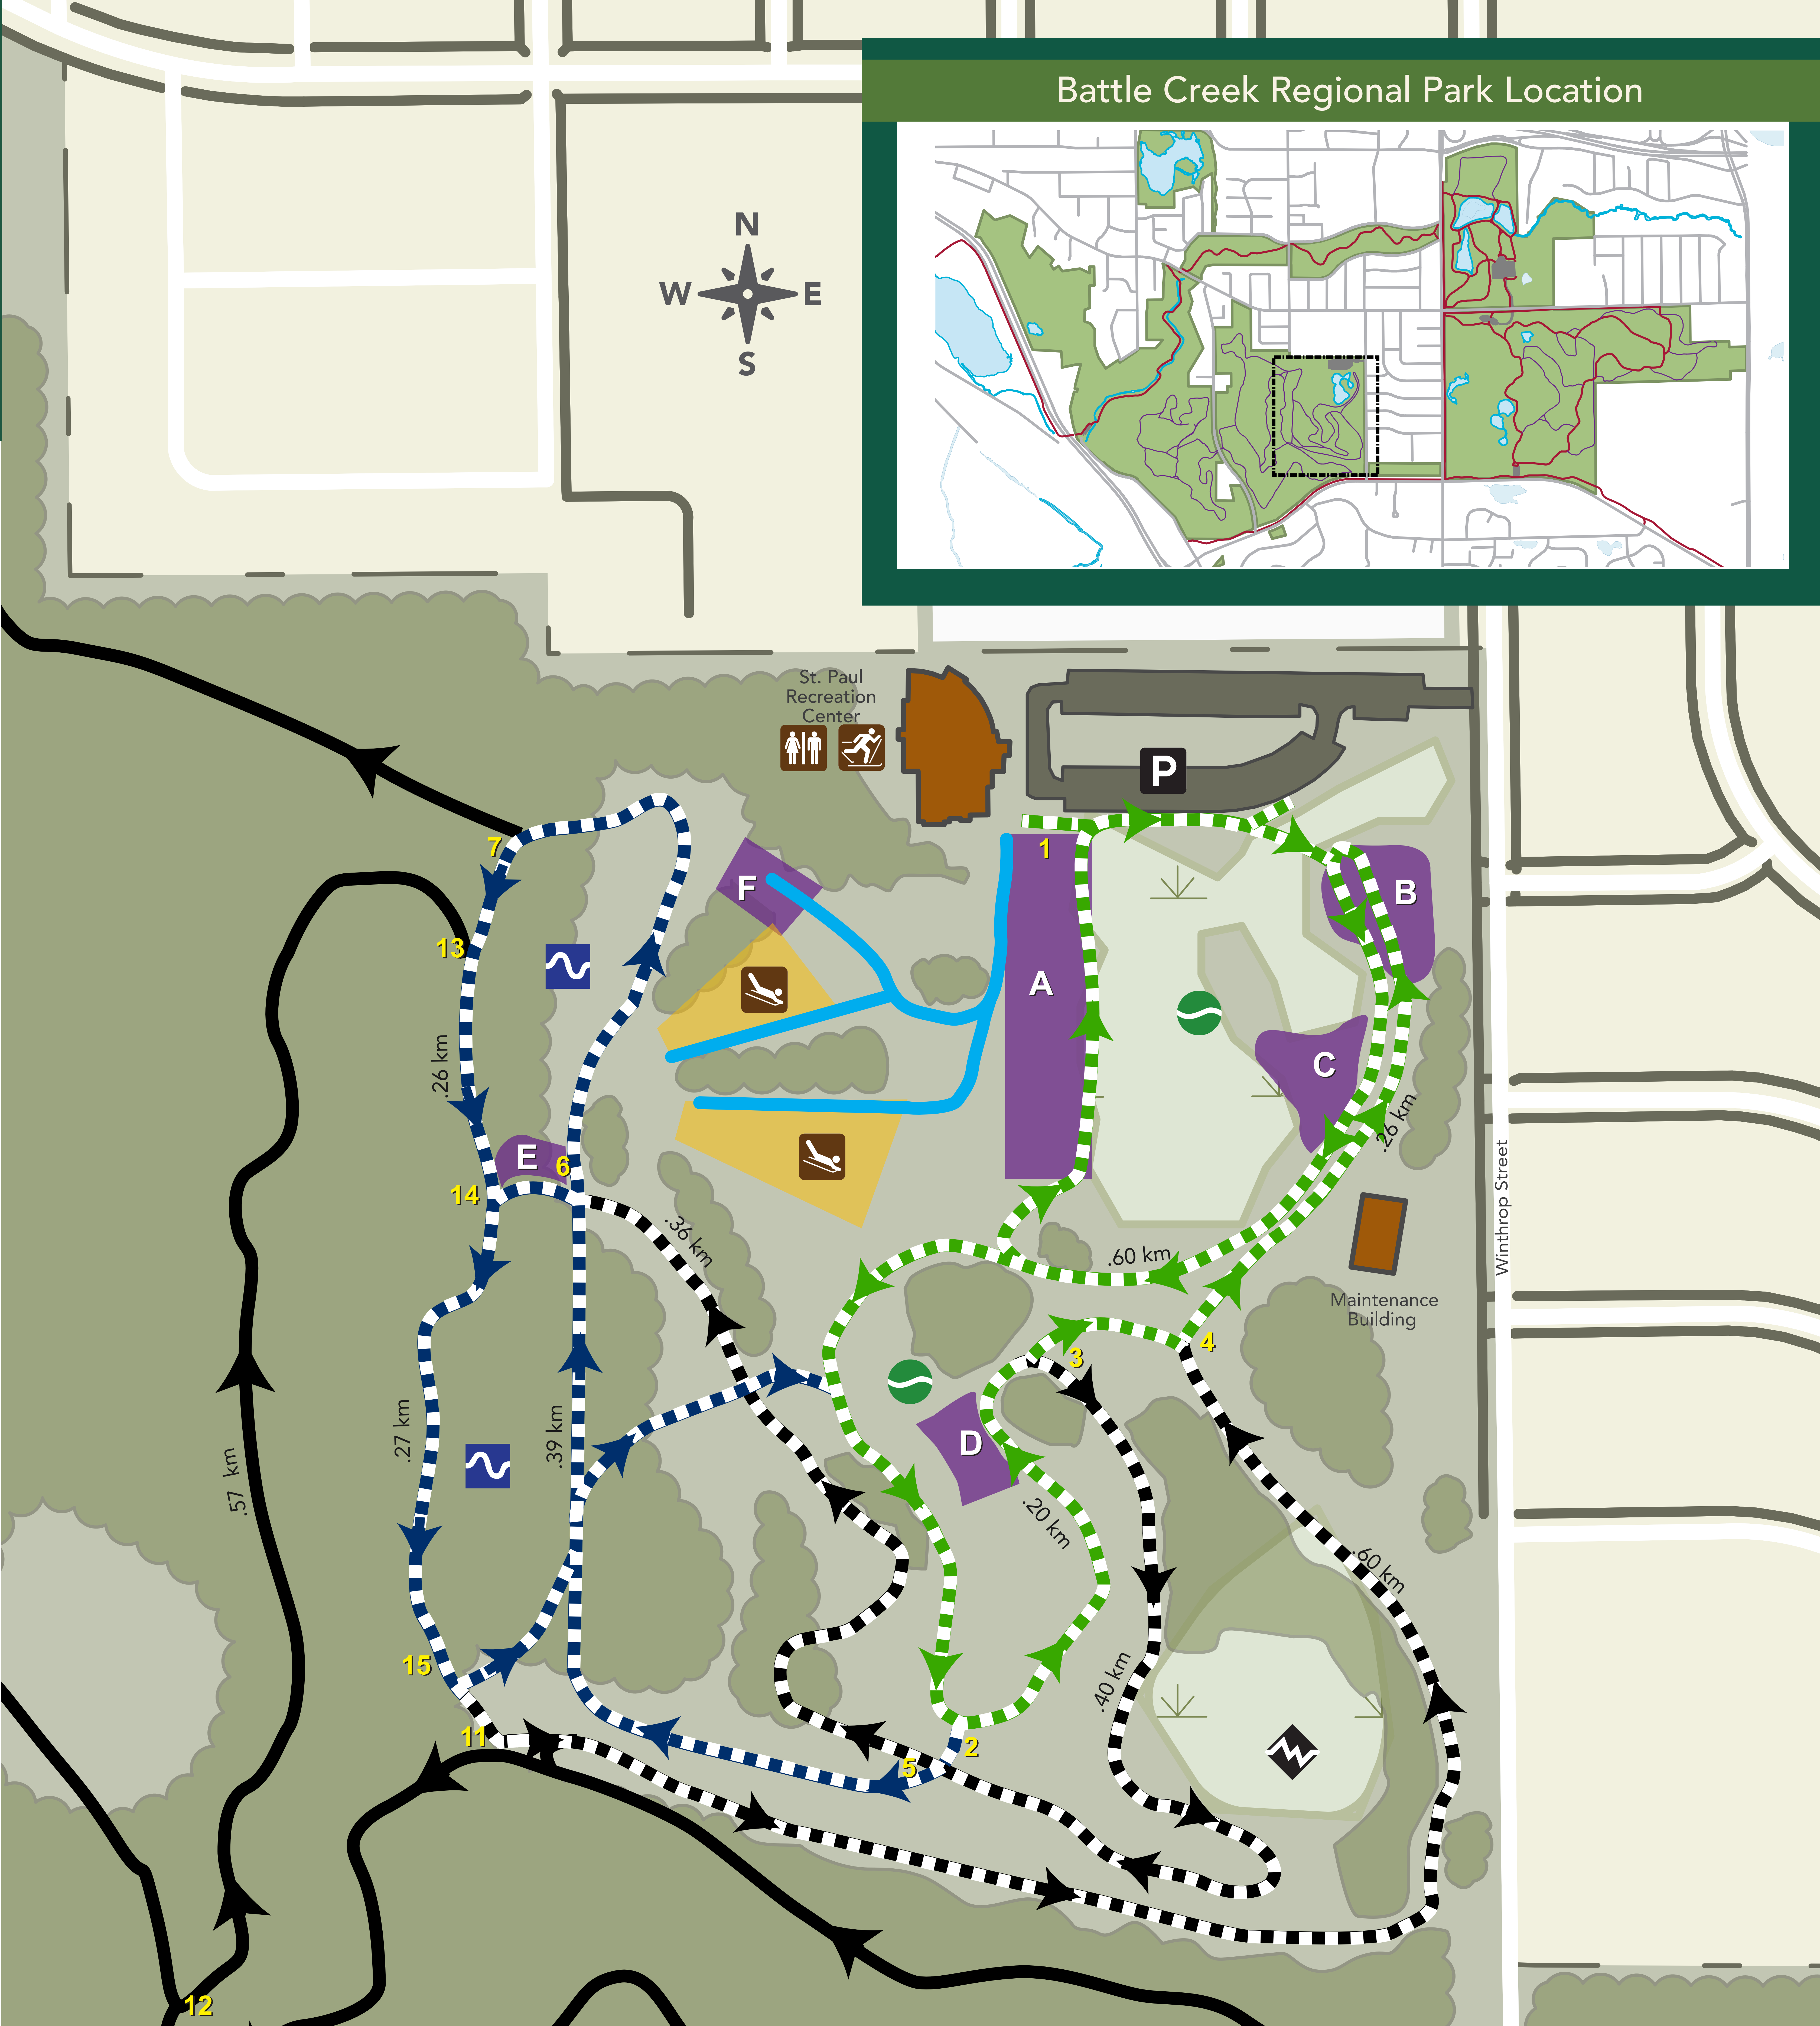 Battle Creek Regional Park Location
N
W
E
S
St. Paul
Recreation
Center
P
1
7
F
B
13
A
C
.26 km
.26 km
E
6
14
Winthrop Street
.36 km
.60 km
Maintenance
Building
4
3
.27 km
.39 km
D
.57 km
.20 km
.60 km
15
.40 km
11
2
5
12